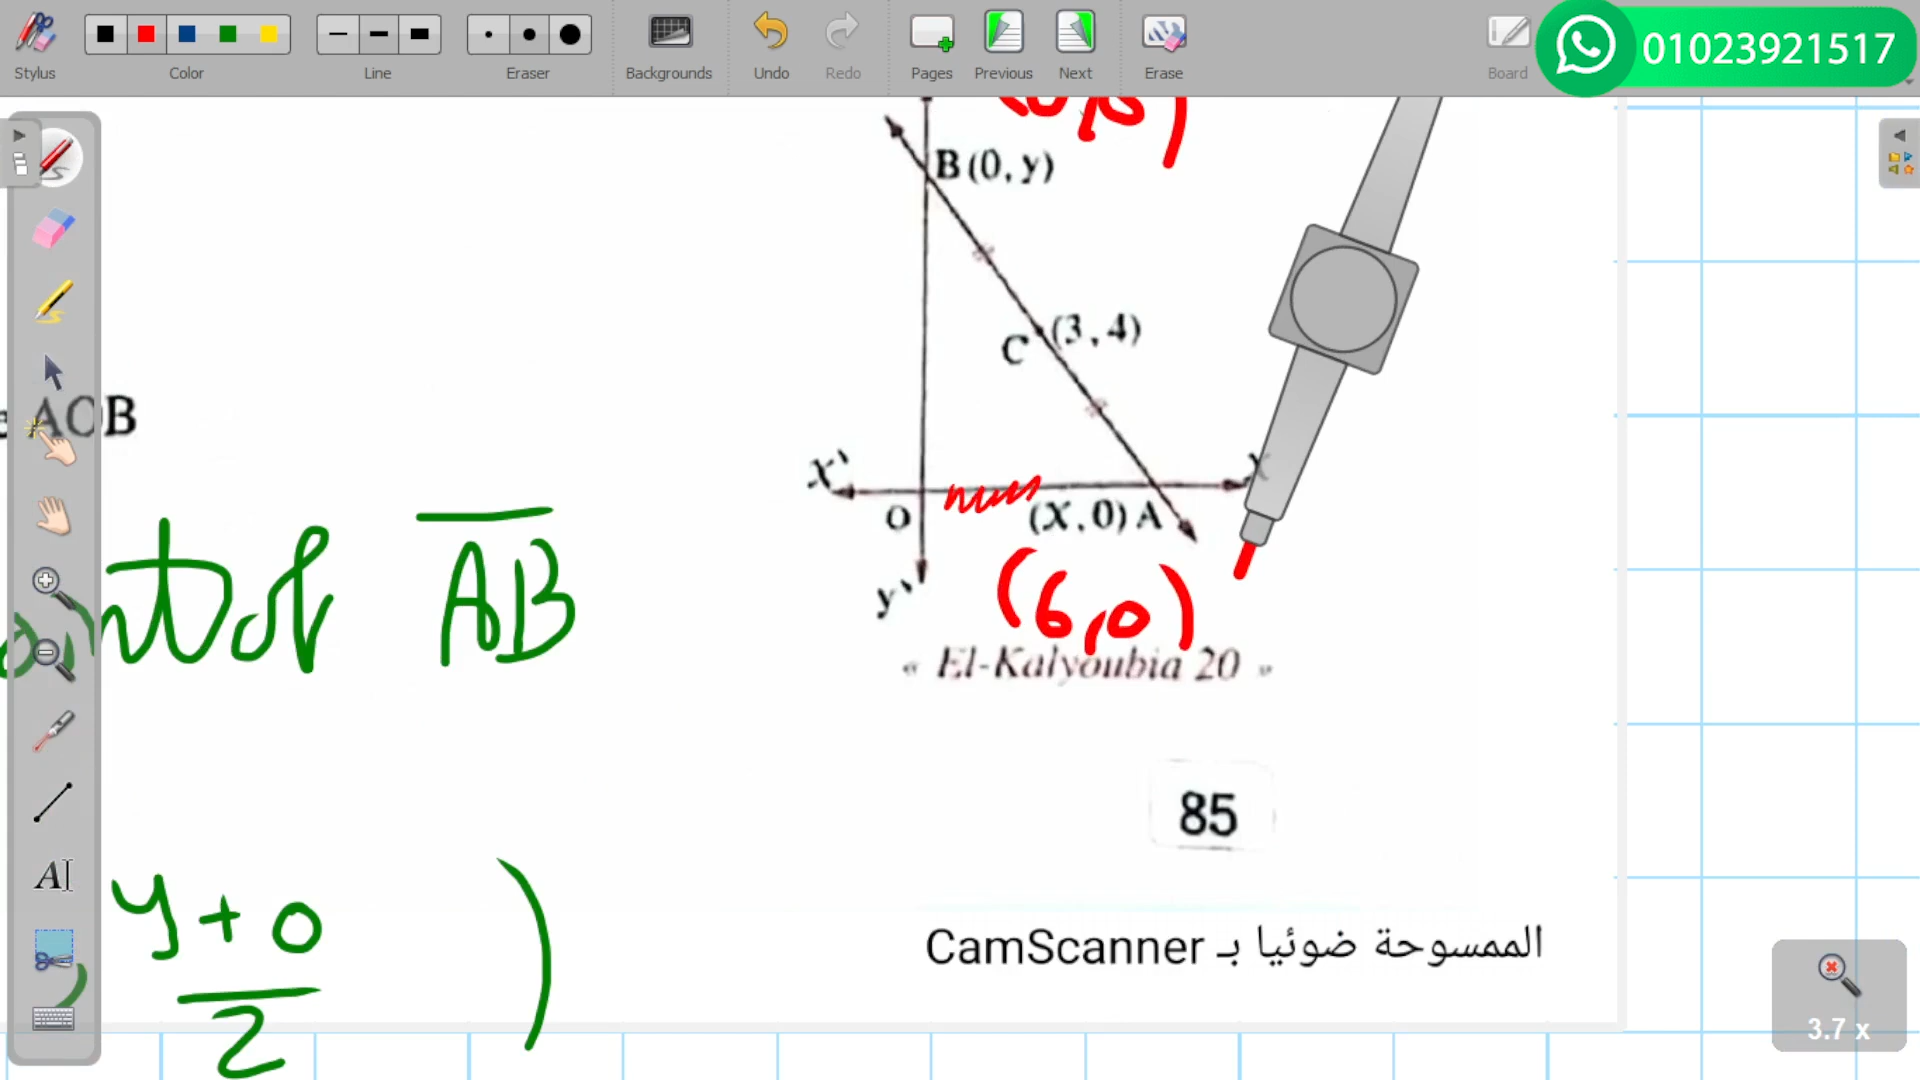 Stylus
Color
Line
Eraser
Backgrounds
Undo
Redo
Pages
Previous
Next
Erase
Board
01023921517
B (0, y)
C (3, 4)
AOB
X'
X
O
(X, 0) A
y'
(6,0)
AB
« El-Kalyoubia 20 »
85
y + 0
2
)
الممسوحة ضوئيا بـ CamScanner
3.7 x